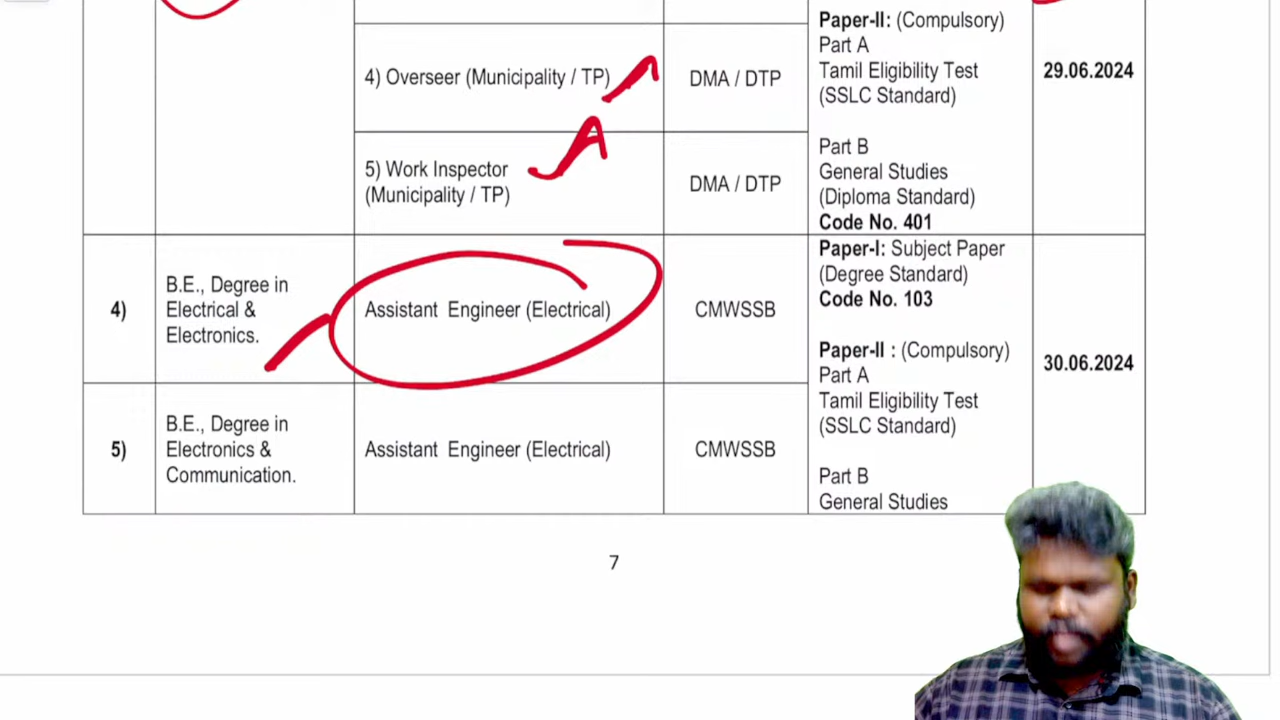 Paper-II: (Compulsory)
Part A
Tamil Eligibility Test
(SSLC Standard)
Part B
General Studies
(Diploma Standard)
Code No. 401
29.06.2024
4) Overseer (Municipality / TP)
DMA / DTP
A
5) Work Inspector
(Municipality / TP)
DMA / DTP
4)
B.E., Degree in
Electrical &
Electronics.
Assistant Engineer (Electrical)
CMWSSB
Paper-I: Subject Paper
(Degree Standard)
Code No. 103
Paper-II : (Compulsory)
Part A
Tamil Eligibility Test
(SSLC Standard)
Part B
General Studies
30.06.2024
5)
B.E., Degree in
Electronics &
Communication.
Assistant Engineer (Electrical)
CMWSSB
7